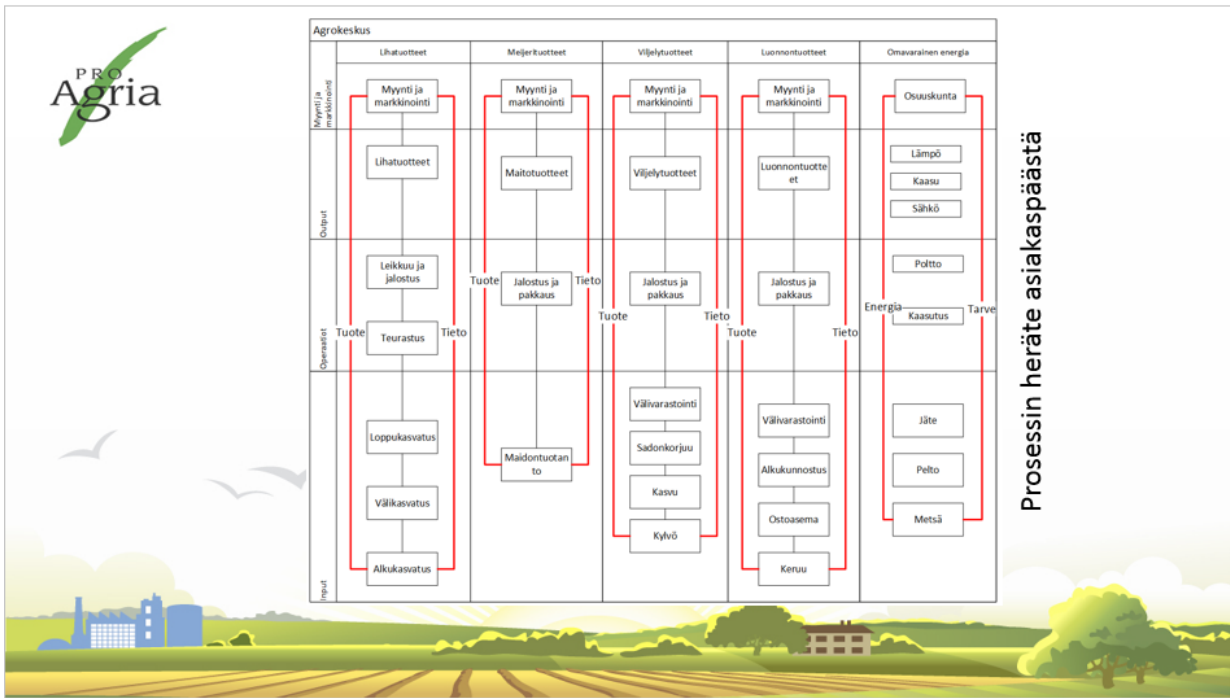 PRO
Agria
Agrokeskus
Lihatuotteet
Meijerituotteet
Viljelytuotteet
Luonnontuotteet
Omavarainen energia
Myynti ja
markkinointi
Myynti ja
markkinointi
Myynti ja
markkinointi
Myynti ja
markkinointi
Myynti ja
markkinointi
Osuuskunta
Output
Lihatuotteet
Maitotuotteet
Viljelytuotteet
Luonnontuotte
et
Lämpö
Kaasu
Sähkö
Operaatiot
Leikkuu ja
jalostus
Teurastus
Tuote
Tieto
Jalostus ja
pakkaus
Tuote
Tieto
Jalostus ja
pakkaus
Tuote
Tieto
Jalostus ja
pakkaus
Tuote
Tieto
Poltto
Energia
Kaasutus
Tarve
Input
Loppukasvatus
Välikasvatus
Alkukasvatus
Maidontuotan
to
Välivarastointi
Sadonkorjuu
Kasvu
Kylvö
Välivarastointi
Alkukunnostus
Ostoasema
Keruu
Jäte
Pelto
Metsä
Prosessin heräte asiakaspäästä